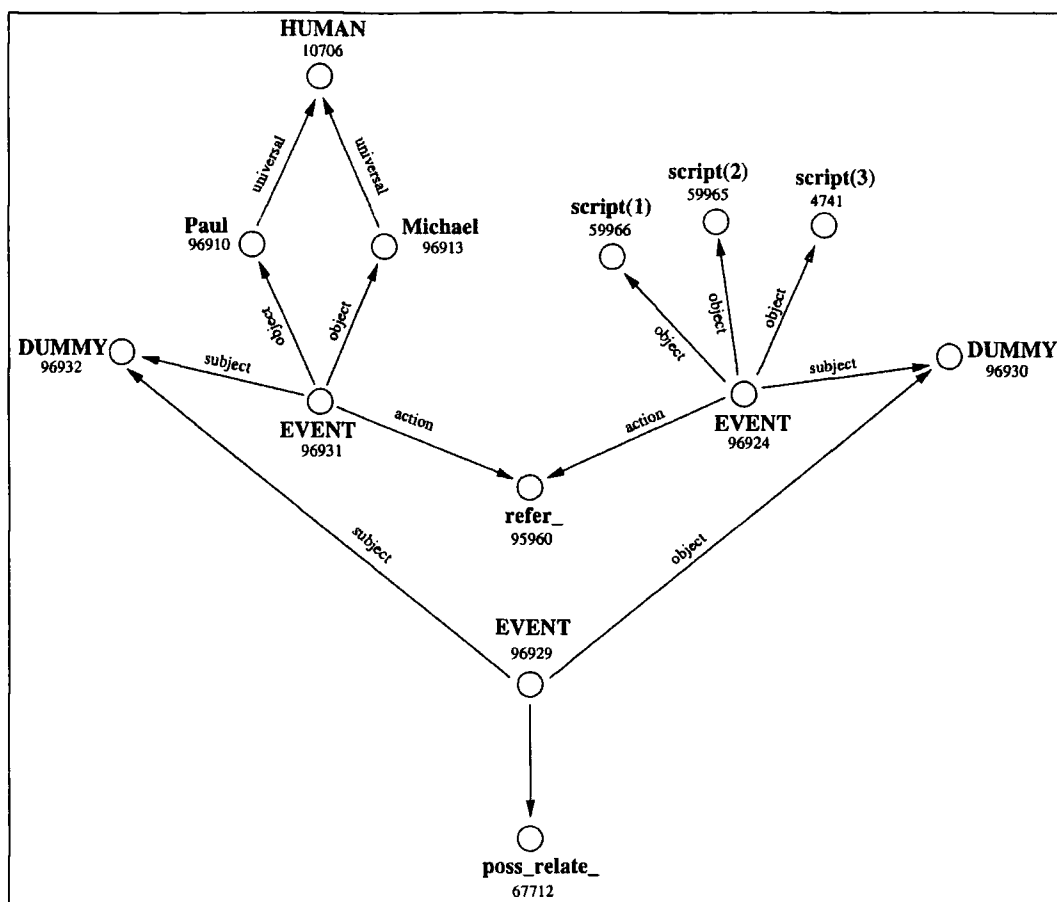 HUMAN
10706
universal
universal
script(2)
59965
script(3)
4741
script(1)
59966
Paul
96910
Michael
96913
object
object
object
object
object
DUMMY
96932
subject
subject
DUMMY
96930
EVENT
96931
action
action
EVENT
96924
refer_
95960
subject
object
EVENT
96929
poss_relate_
67712